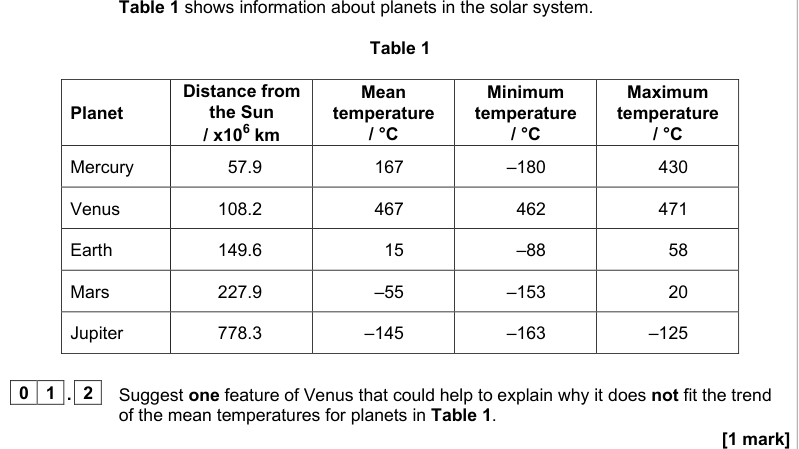 Table 1 shows information about planets in the solar system.
Table 1
Planet Distance from the Sun / x10⁶ km Mean temperature / °C Minimum temperature / °C Maximum temperature / °C
Mercury 57.9 167 –180 430
Venus 108.2 467 462 471
Earth 149.6 15 –88 58
Mars 227.9 –55 –153 20
Jupiter 778.3 –145 –163 –125
0 1 . 2 Suggest one feature of Venus that could help to explain why it does not fit the trend
of the mean temperatures for planets in Table 1.
[1 mark]